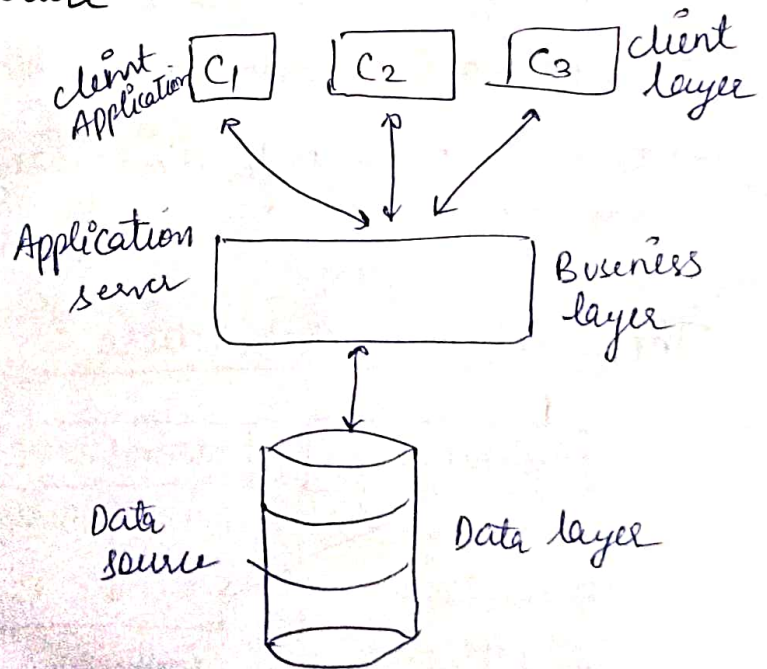 client
Application
C1
C2
C3
client
layer
Application
server
Business
layer
Data
source
Data layer